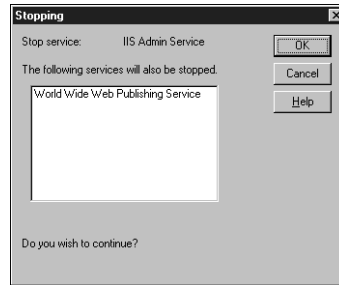 Stopping
Stop service: IIS Admin Service
OK
The following services will also be stopped.
Cancel
World Wide Web Publishing Service
Help
Do you wish to continue?